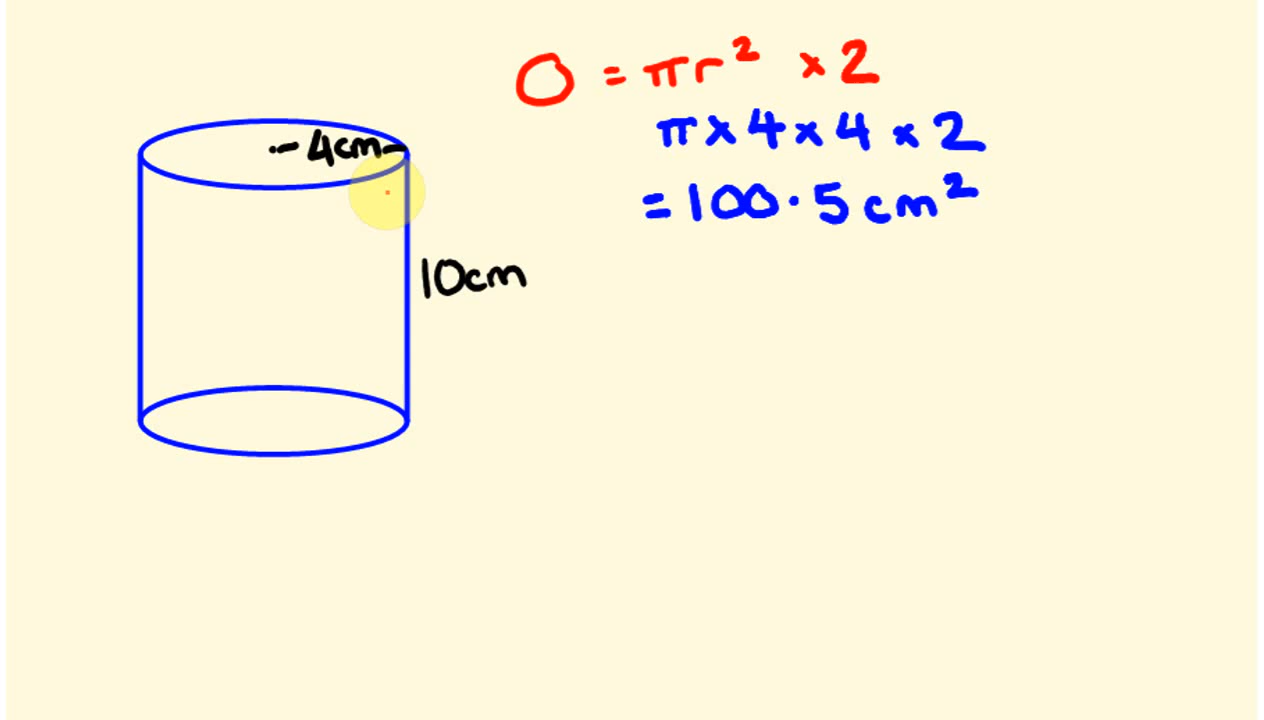 O = πr² × 2
π × 4 × 4 × 2
= 100·5 cm²
4cm
10cm